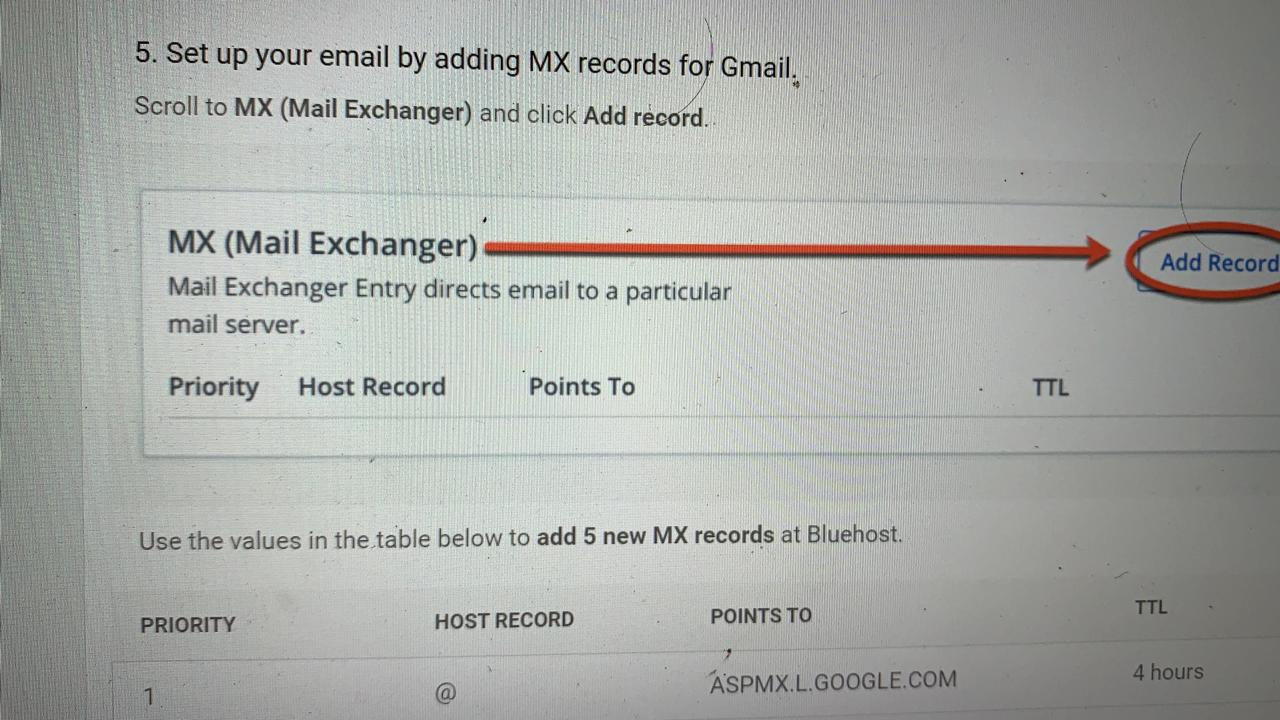 5. Set up your email by adding MX records for Gmail.
Scroll to MX (Mail Exchanger) and click Add record.
MX (Mail Exchanger)
Add Record
Mail Exchanger Entry directs email to a particular
mail server.
Priority Host Record Points To TTL
Use the values in the table below to add 5 new MX records at Bluehost.
PRIORITY HOST RECORD POINTS TO TTL
1 @ ASPMX.L.GOOGLE.COM 4 hours